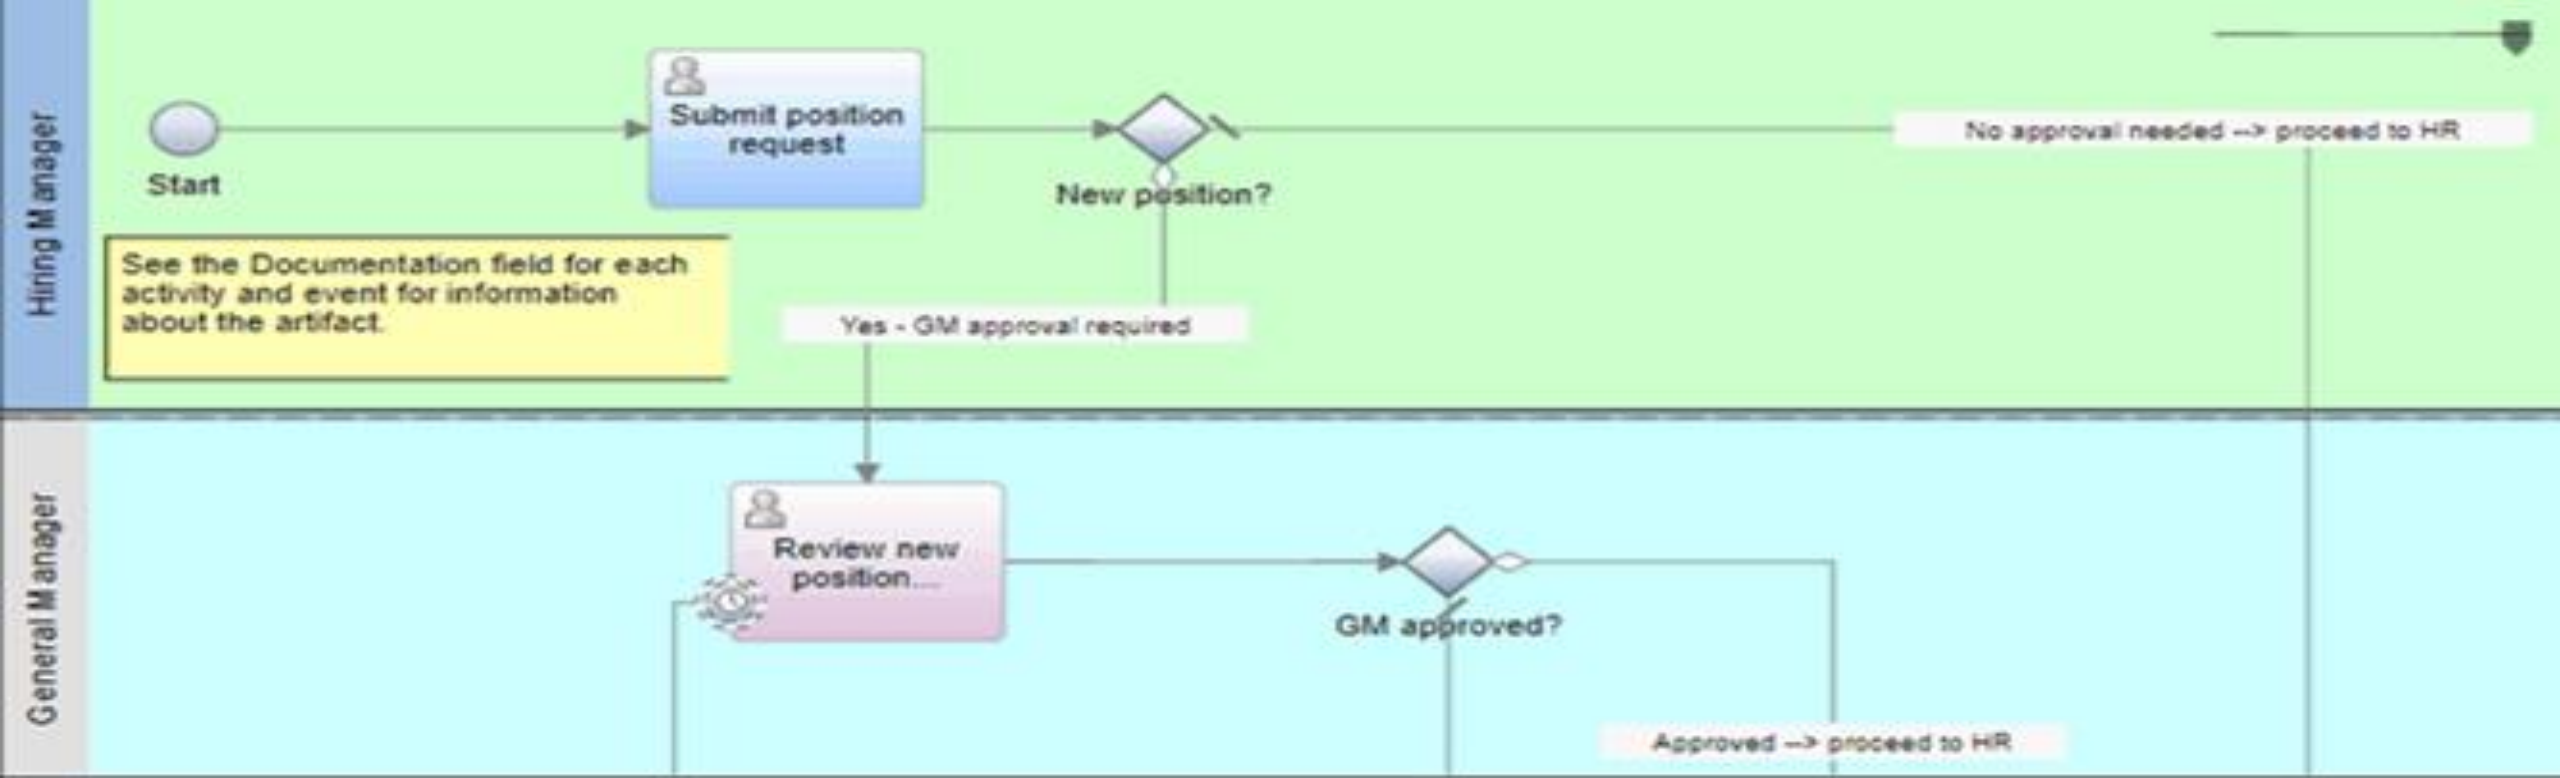 Hiring Manager
Start
Submit position
request
New position?
No approval needed --> proceed to HR
See the Documentation field for each
activity and event for information
about the artifact.
Yes - GM approval required
General Manager
Review new
position...
GM approved?
Approved --> proceed to HR